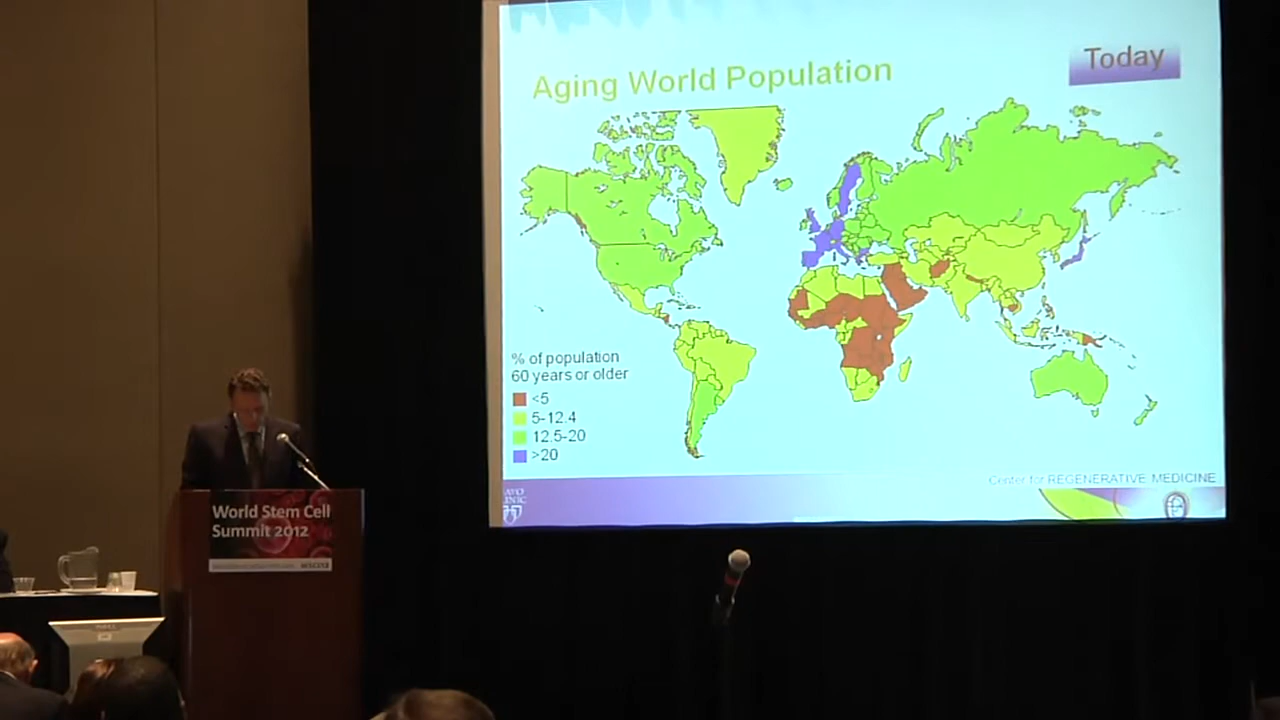 Today
Aging World Population
% of population
60 years or older
<5
5-12.4
12.5-20
>20
Center for REGENERATIVE MEDICINE
World Stem Cell
Summit 2012